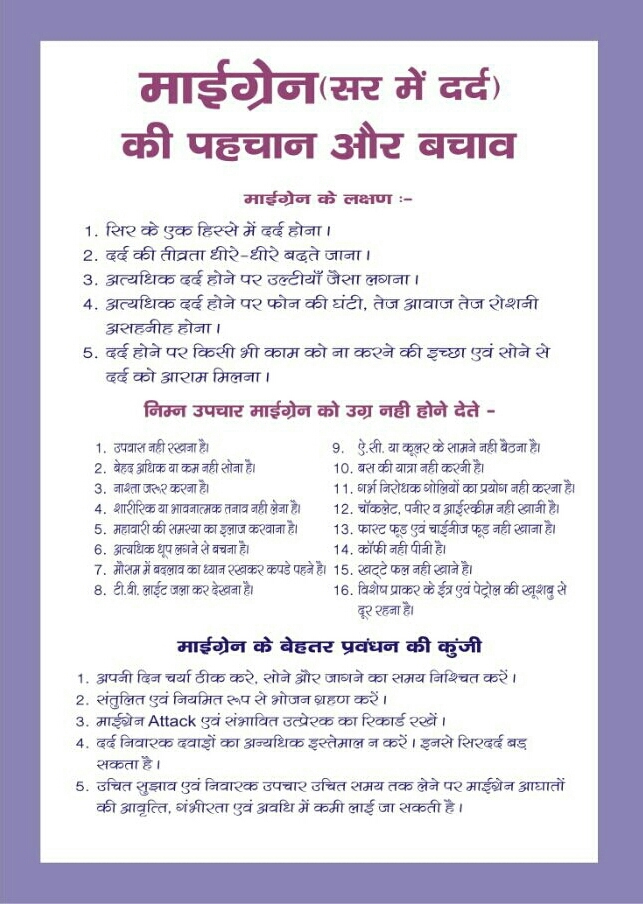 माईग्रेन(सर में दर्द)
की पहचान और बचाव
माईग्रेन के लक्षण :-
1. सिर के एक हिस्से में दर्द होना।
2. दर्द की तीव्रता धीरे-धीरे बढ़ते जाना।
3. अत्यधिक दर्द होने पर उल्टीयाँ जैसा लगना।
4. अत्यधिक दर्द होने पर फोन की घंटी, तेज आवाज तेज रोशनी
असहनीह होना।
5. दर्द होने पर किसी भी काम को ना करने की इच्छा एवं सोने से
दर्द को आराम मिलना।
निम्न उपचार माईग्रेन को उग्र नही होने देते -
1. उपवास नही रखना है।
2. बेहद अधिक या कम नही सोना है।
3. नाश्ता जरूर करना है।
4. शारीरिक या भावनात्मक तनाव नही लेना है।
5. महावारी की समस्या का इलाज करवाना है।
6. अत्यधिक धूप लगने से बचना है।
7. मौसम में बदलाव का ध्यान रखकर कपडे पहने है।
8. टी.वी. लाईट जला कर देखना है।
9. ऐ.सी. या कूलर के सामने नही बैठना है।
10. बस की यात्रा नही करनी है।
11. गर्भ निरोधक गोलियों का प्रयोग नही करना है।
12. चॉकलेट, पनीर व आईस्क्रीम नही खानी है।
13. फास्ट फूड एवं चाईनीज फूड नही खाना है।
14. कॉफी नही पीनी है।
15. खट्टे फल नही खाने है।
16. विशेष प्राकर के ईत्र एवं पेट्रोल की खूशबु से
दूर रहना है।
माईग्रेन के बेहतर प्रवंधन की कुंजी
1. अपनी दिन चर्या ठीक करे, सोने और जागने का समय निश्चित करें।
2. संतुलित एवं नियमित रूप से भोजन ग्रहण करें।
3. माईग्रेन Attack एवं संभावित उत्प्रेरक का रिकार्ड रखें।
4. दर्द निवारक दवाड़ों का अन्यधिक इस्तेमाल न करें। इनसे सिरदर्द बड़
सकता है।
5. उचित सुझाव एवं निवारक उपचार उचित समय तक लेने पर माईग्रेन आघातों
की आवृत्ति, गंभीरता एवं अवधि में कमी लाई जा सकती है।